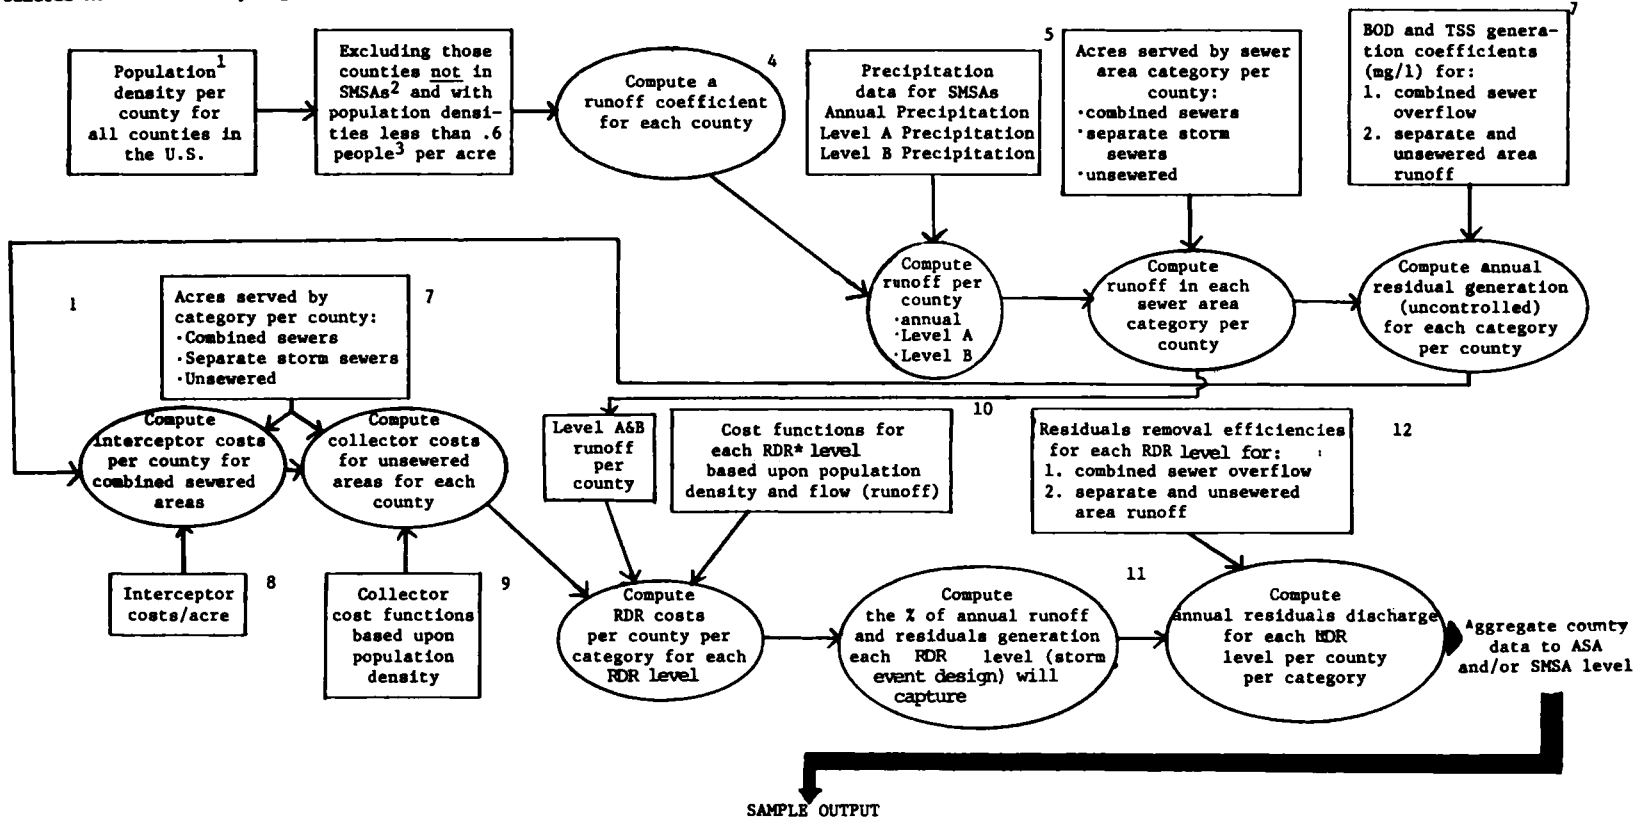 Population1
density per
county for
all counties in
the U.S.
Excluding those
counties not in
SMSAs2 and with
population densi-
ties less than .6
people3 per acre
4
Compute a
runoff coefficient
for each county
Precipitation
data for SMSAs
Annual Precipitation
Level A Precipitation
Level B Precipitation
5
Acres served by sewer
area category per
county:
·combined sewers
·separate storm
sewers
·unsewered
7
BOD and TSS genera-
tion coefficients
(mg/l) for:
1. combined sewer
overflow
2. separate and
unsewered area
runoff
Compute
runoff per
county
·annual
·Level A
·Level B
Compute
runoff in each
sewer area
category per
county
Compute annual
residual generation
(uncontrolled)
for each category
per county
1
Acres served by
category per county:
·Combined sewers
·Separate storm sewers
·Unsewered
7
Compute
interceptor costs
per county for
combined sewered
areas
Compute
collector costs
for unsewered
areas for each
county
Level A&B
runoff
per
county
10
Cost functions for
each RDR* level
based upon population
density and flow (runoff)
Residuals removal efficiencies
for each RDR level for:
1. combined sewer overflow
2. separate and unsewered
area runoff
12
Interceptor
costs/acre
8
Collector
cost functions
based upon
population
density
9
Compute
RDR costs
per county per
category for each
RDR level
Compute
the % of annual runoff
and residuals generation
each RDR level (storm
event design) will
capture
11
Compute
annual residuals discharge
for each RDR
level per county
per category
Aggregate county
data to ASA
and/or SMSA level
SAMPLE OUTPUT